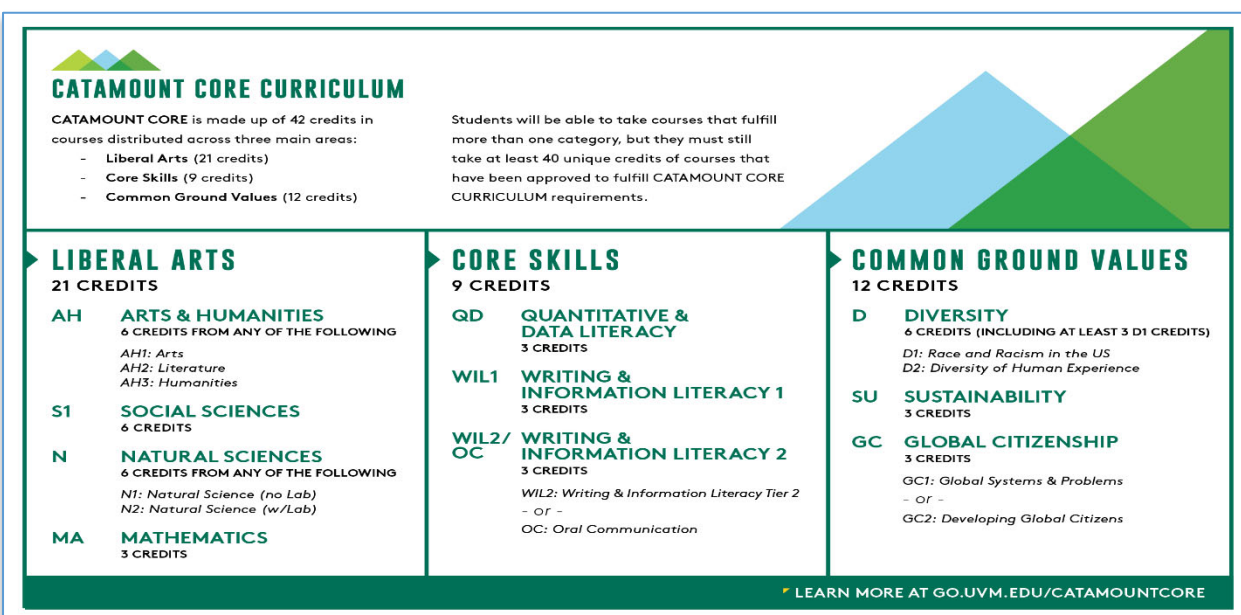 CATAMOUNT CORE CURRICULUM
CATAMOUNT CORE is made up of 42 credits in
courses distributed across three main areas:
- Liberal Arts (21 credits)
- Core Skills (9 credits)
- Common Ground Values (12 credits)
Students will be able to take courses that fulfill
more than one category, but they must still
take at least 40 unique credits of courses that
have been approved to fulfill CATAMOUNT CORE
CURRICULUM requirements.
LIBERAL ARTS
21 CREDITS
AH ARTS & HUMANITIES
6 CREDITS FROM ANY OF THE FOLLOWING
AH1: Arts
AH2: Literature
AH3: Humanities
S1 SOCIAL SCIENCES
6 CREDITS
N NATURAL SCIENCES
6 CREDITS FROM ANY OF THE FOLLOWING
N1: Natural Science (no Lab)
N2: Natural Science (w/Lab)
MA MATHEMATICS
3 CREDITS
CORE SKILLS
9 CREDITS
QD QUANTITATIVE &
DATA LITERACY
3 CREDITS
WIL1 WRITING &
INFORMATION LITERACY 1
3 CREDITS
WIL2/ WRITING &
OC INFORMATION LITERACY 2
3 CREDITS
WIL2: Writing & Information Literacy Tier 2
- or -
OC: Oral Communication
COMMON GROUND VALUES
12 CREDITS
D DIVERSITY
6 CREDITS (INCLUDING AT LEAST 3 D1 CREDITS)
D1: Race and Racism in the US
D2: Diversity of Human Experience
SU SUSTAINABILITY
3 CREDITS
GC GLOBAL CITIZENSHIP
3 CREDITS
GC1: Global Systems & Problems
- or -
GC2: Developing Global Citizens
LEARN MORE AT GO.UVM.EDU/CATAMOUNTCORE